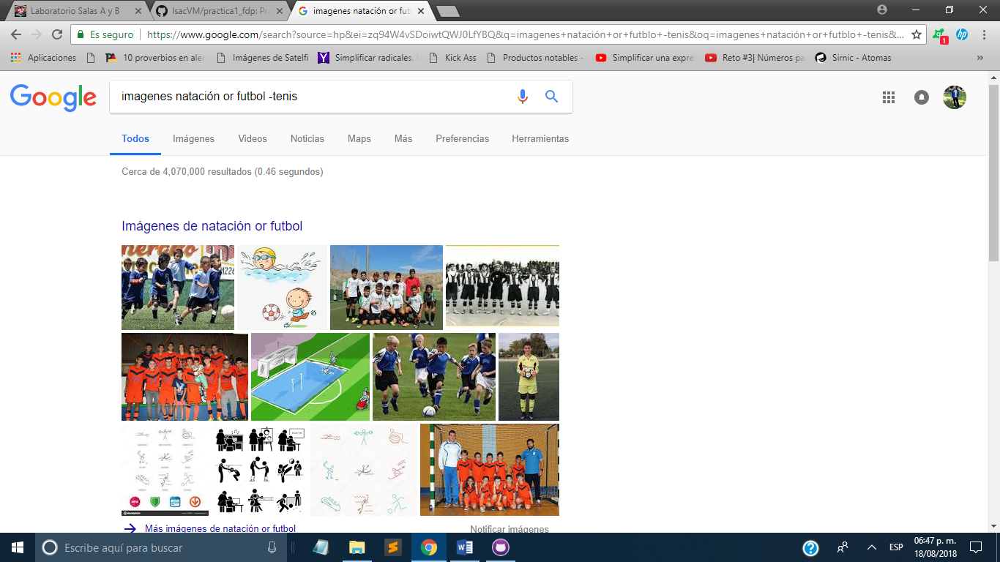 Laboratorio Salas A y B
IsacVM/practica1_fdp: Pr
imagenes natación or fut
Es seguro
https://www.google.com/search?source=hp&ei=zq94W4vSDoiwtQWJ0LfYBQ&q=imagenes+natación+or+futblo+-tenis&oq=imagenes+natación+or+futblo+-tenis&...
Aplicaciones
10 proverbios en alen
Imágenes de Satelfi
Simplificar radicales.
Kick Ass
Productos notables -
Simplificar una expre
Reto #3| Números pa
Sirnic - Atomas
»
Google
imagenes natación or futbol -tenis
Todos Imágenes Videos Noticias Maps Más Preferencias Herramientas
Cerca de 4,070,000 resultados (0.46 segundos)
Imágenes de natación or futbol
Más imágenes de natación or futbol
Notificar imágenes
Escribe aquí para buscar
ESP
06:47 p. m.
18/08/2018